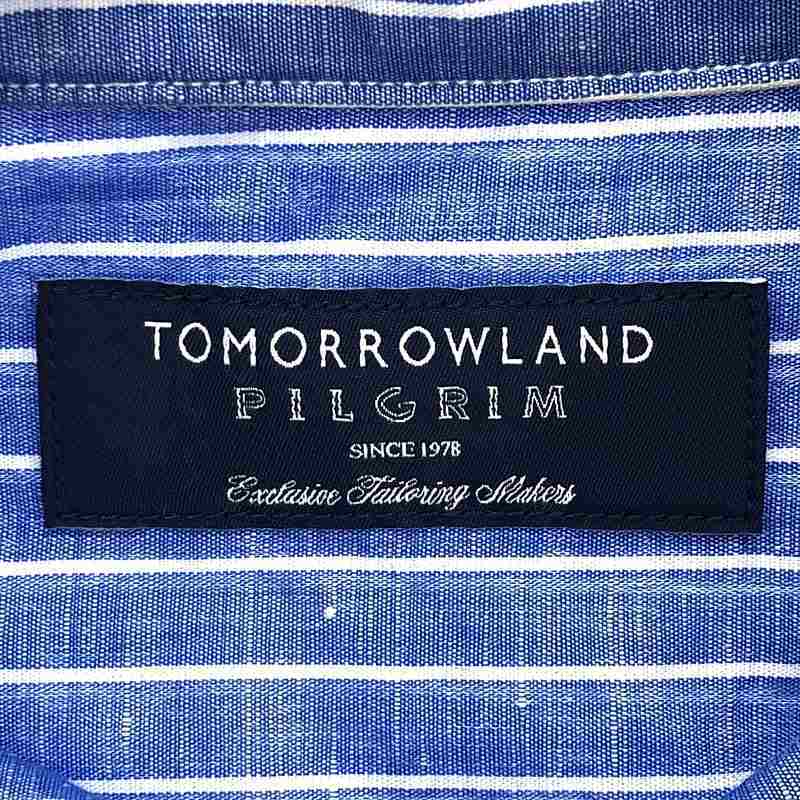 TOMORROWLAND
PILGRIM
SINCE 1978
Exclusive Tailoring Makers